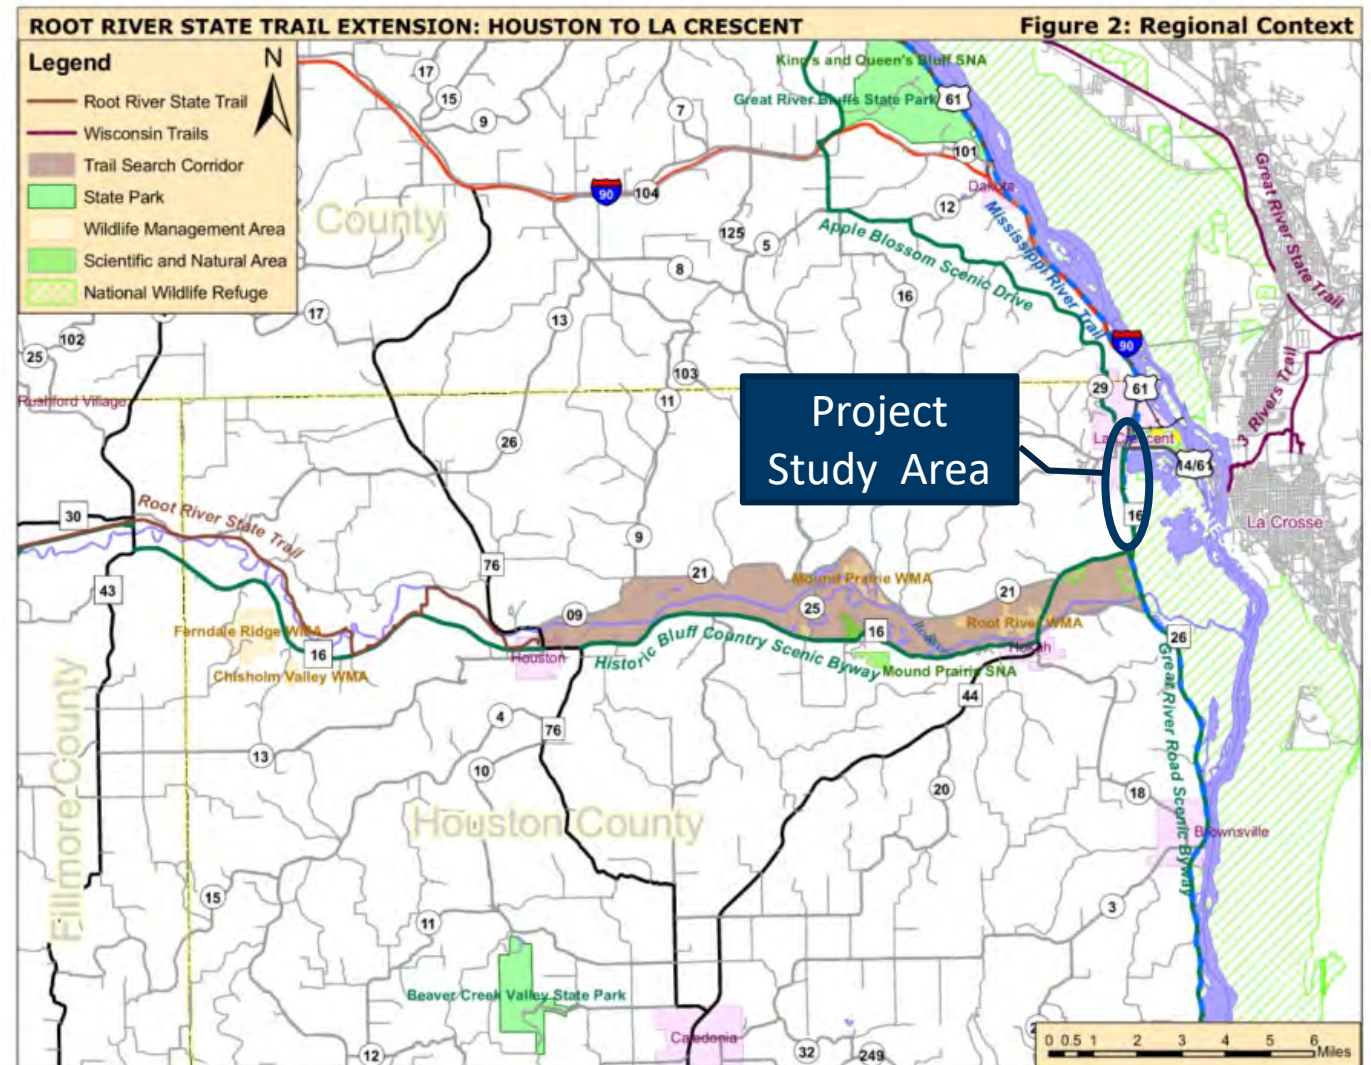 ROOT RIVER STATE TRAIL EXTENSION: HOUSTON TO LA CRESCENT
Figure 2: Regional Context
Legend
N
Root River State Trail
Wisconsin Trails
Trail Search Corridor
State Park
Wildlife Management Area
Scientific and Natural Area
National Wildlife Refuge
King's and Queen's Bluff SNA
Great River Bluffs State Park
61
17
15
9
7
101
Dakota
90
104
12
County
125
5
Apple Blossom Scenic Drive
Mississippi River Trail
Great River State Trail
8
16
13
17
102
25
90
103
29
61
3 Rivers Trail
Rushford Village
11
Project
Study Area
La Crescent
14/61
26
16
La Crosse
30
Root River State Trail
9
76
43
21
Mound Prairie WMA
21
09
25
Root River WMA
Ferndale Ridge WMA
16
16
Houston
Historic Bluff Country Scenic Byway
Mound Prairie SNA
Hokah
26
Chisholm Valley WMA
44
Great River Road Scenic Byway
4
76
13
10
20
18
Houston County
Brownsville
Fillmore County
15
11
3
Beaver Creek Valley State Park
Caledonia
12
32
249
0 0.5 1 2 3 4 5 6
Miles